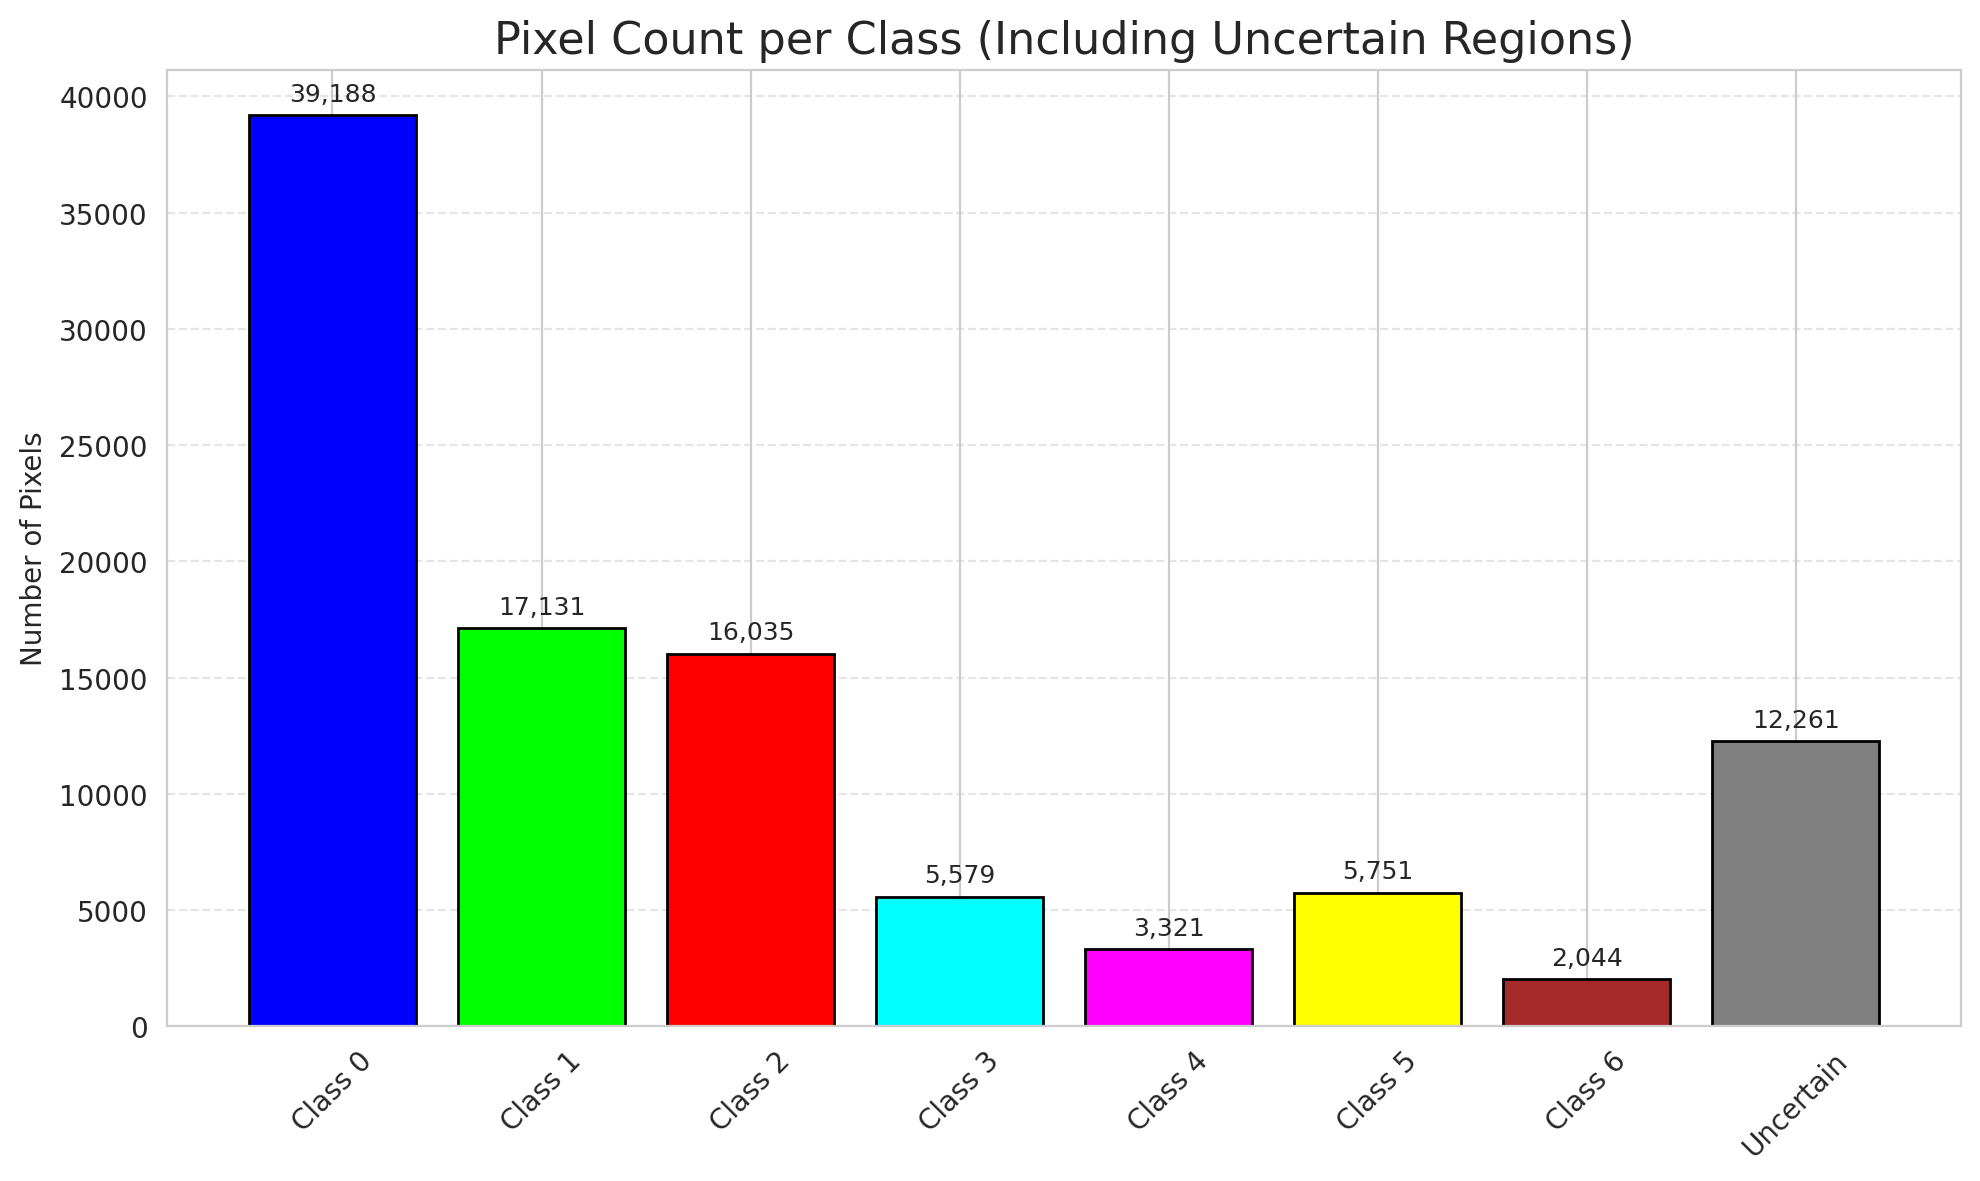 Pixel Count per Class (Including Uncertain Regions)
Number of Pixels
40000
35000
30000
25000
20000
15000
10000
5000
0
39,188
17,131
16,035
5,579
3,321
5,751
2,044
12,261
Class 0
Class 1
Class 2
Class 3
Class 4
Class 5
Class 6
Uncertain